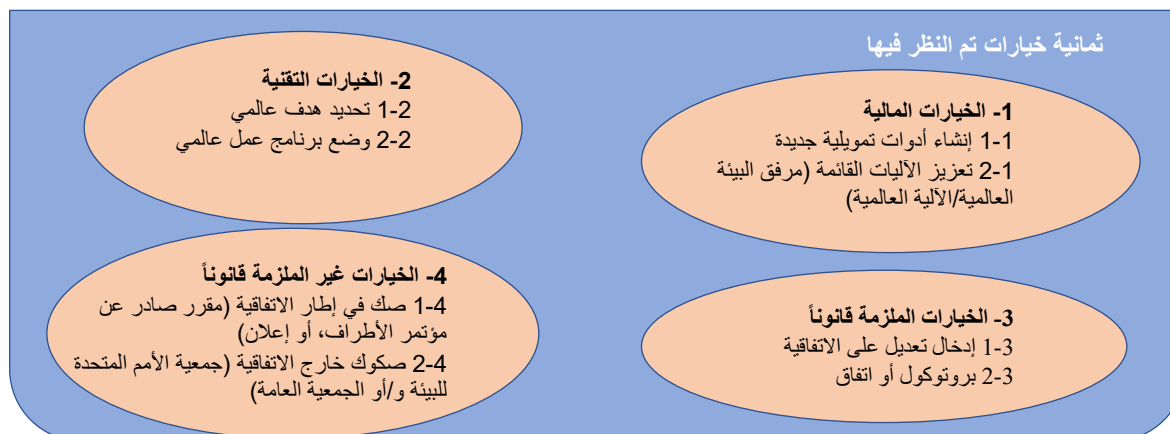 ثمانية خيارات تم النظر فيها
1- الخيارات المالية
1-1 إنشاء أدوات تمويلية جديدة
2-1 تعزيز الآليات القائمة (مرفق البيئة
العالمية/الآلية العالمية)
2- الخيارات التقنية
1-2 تحديد هدف عالمي
2-2 وضع برنامج عمل عالمي
3- الخيارات الملزمة قانوناً
1-3 إدخال تعديل على الاتفاقية
2-3 بروتوكول أو اتفاق
4- الخيارات غير الملزمة قانوناً
1-4 صك في إطار الاتفاقية (مقرر صادر عن
مؤتمر الأطراف، أو إعلان)
2-4 صكوك خارج الاتفاقية (جمعية الأمم المتحدة
للبيئة و/أو الجمعية العامة)